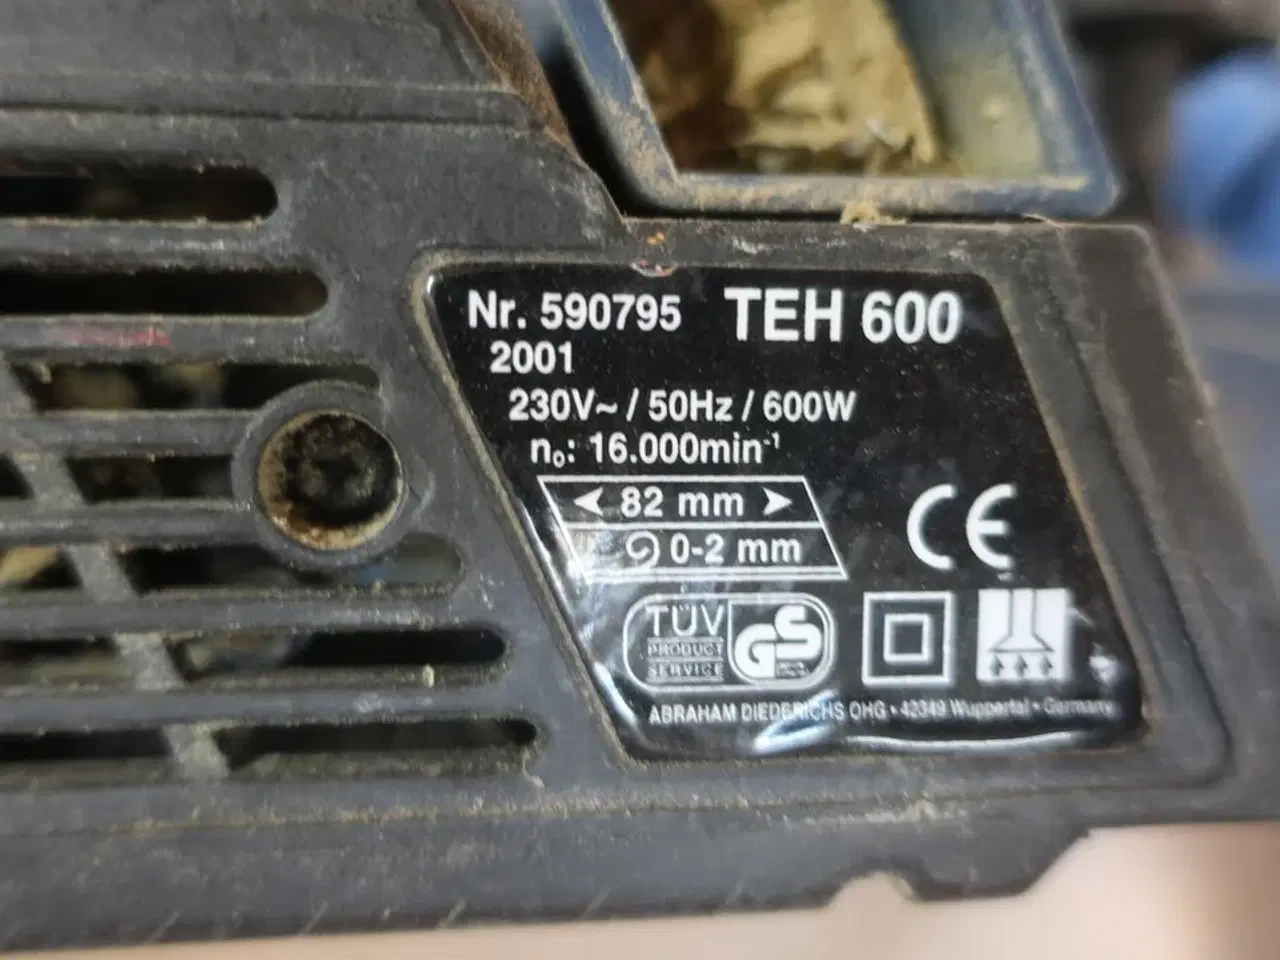 Nr. 590795 TEH 600
2001
230V~ / 50Hz / 600W
n₀: 16.000min⁻¹
82 mm
0-2 mm
CE
TÜV
PRODUCT
SERVICE
GS
ABRAHAM DIEDERICHS OHG • 42349 Wuppertal • Germany